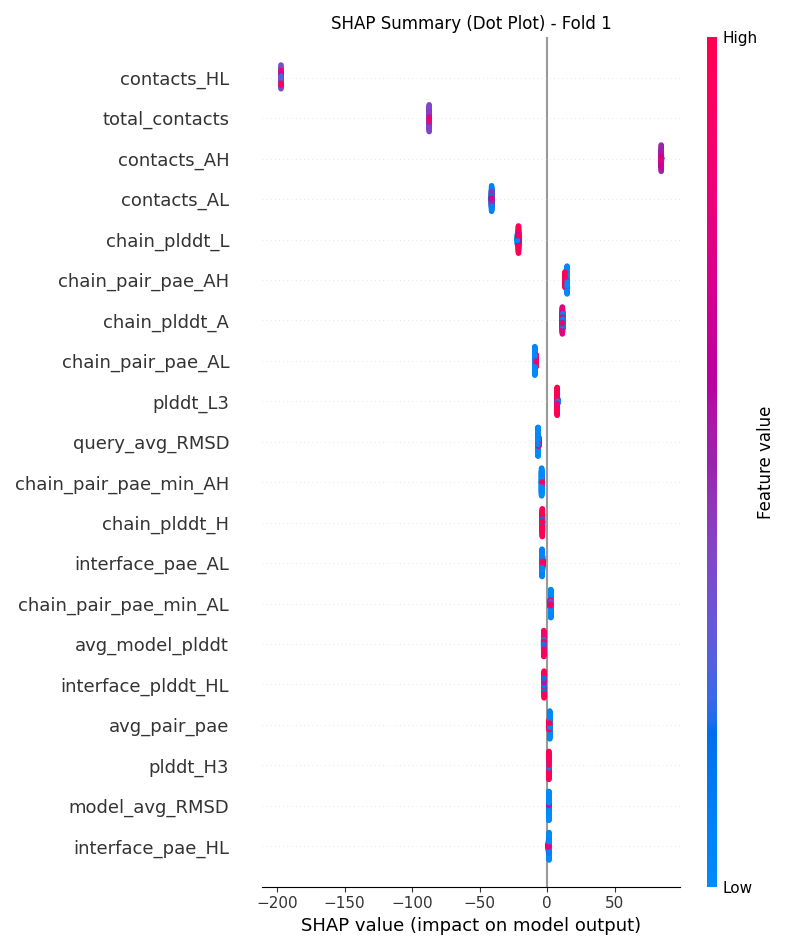 SHAP Summary (Dot Plot) - Fold 1
High
contacts_HL
total_contacts
contacts_AH
contacts_AL
chain_plddt_L
chain_pair_pae_AH
chain_plddt_A
chain_pair_pae_AL
plddt_L3
query_avg_RMSD
chain_pair_pae_min_AH
chain_plddt_H
interface_pae_AL
chain_pair_pae_min_AL
avg_model_plddt
interface_plddt_HL
avg_pair_pae
plddt_H3
model_avg_RMSD
interface_pae_HL
Feature value
Low
−200 −150 −100 −50 0 50
SHAP value (impact on model output)